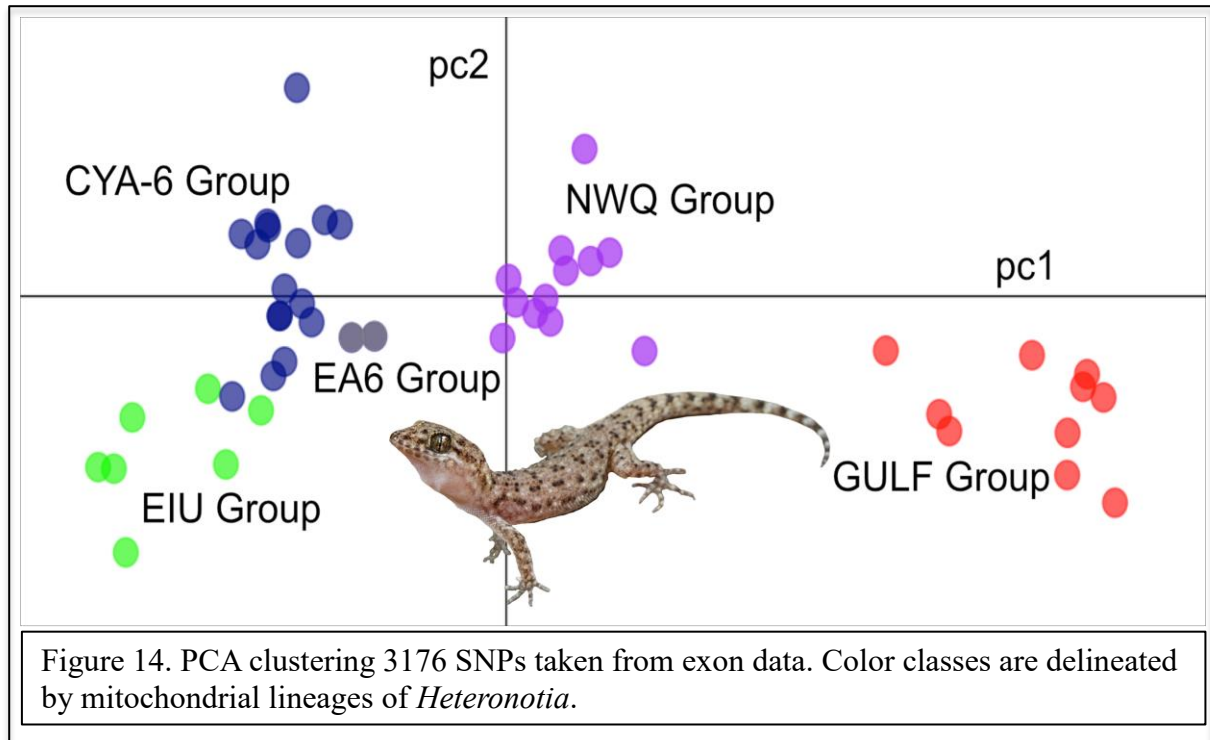 pc2
CYA-6 Group
NWQ Group
pc1
EA6 Group
GULF Group
EIU Group
Figure 14. PCA clustering 3176 SNPs taken from exon data. Color classes are delineated
by mitochondrial lineages of Heteronotia.